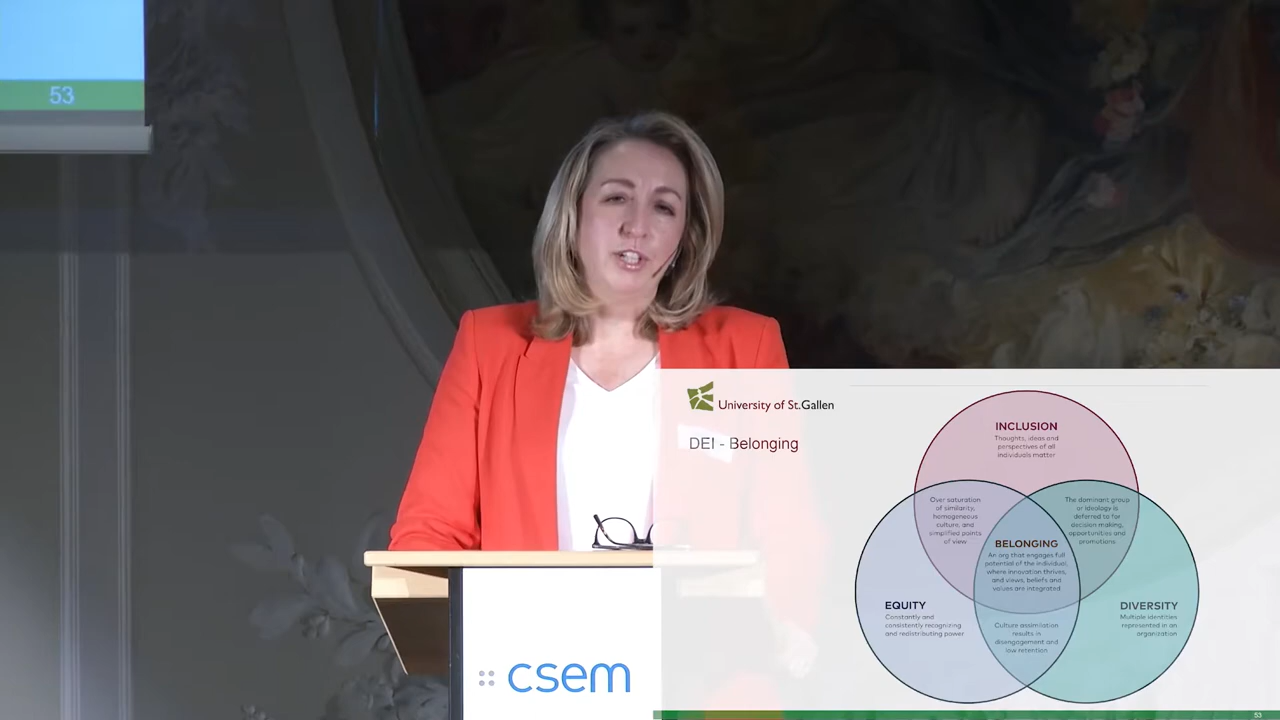 53
University of St.Gallen
DEI - Belonging
INCLUSION
Thoughts, ideas and
perspectives of all
individuals matter
Over saturation
of similarity,
homogeneous
culture, and
simplified points
of view
The dominant group
or ideology is
deferred to for
decision making,
opportunities and
promotions
BELONGING
An org that engages full
potential of the individual,
where innovation thrives,
and views, beliefs and
values are integrated
EQUITY
Constantly and
consistently recognizing
and redistributing power
DIVERSITY
Multiple identities
represented in an
organization
Culture assimilation
results in
disengagement and
low retention
csem
53